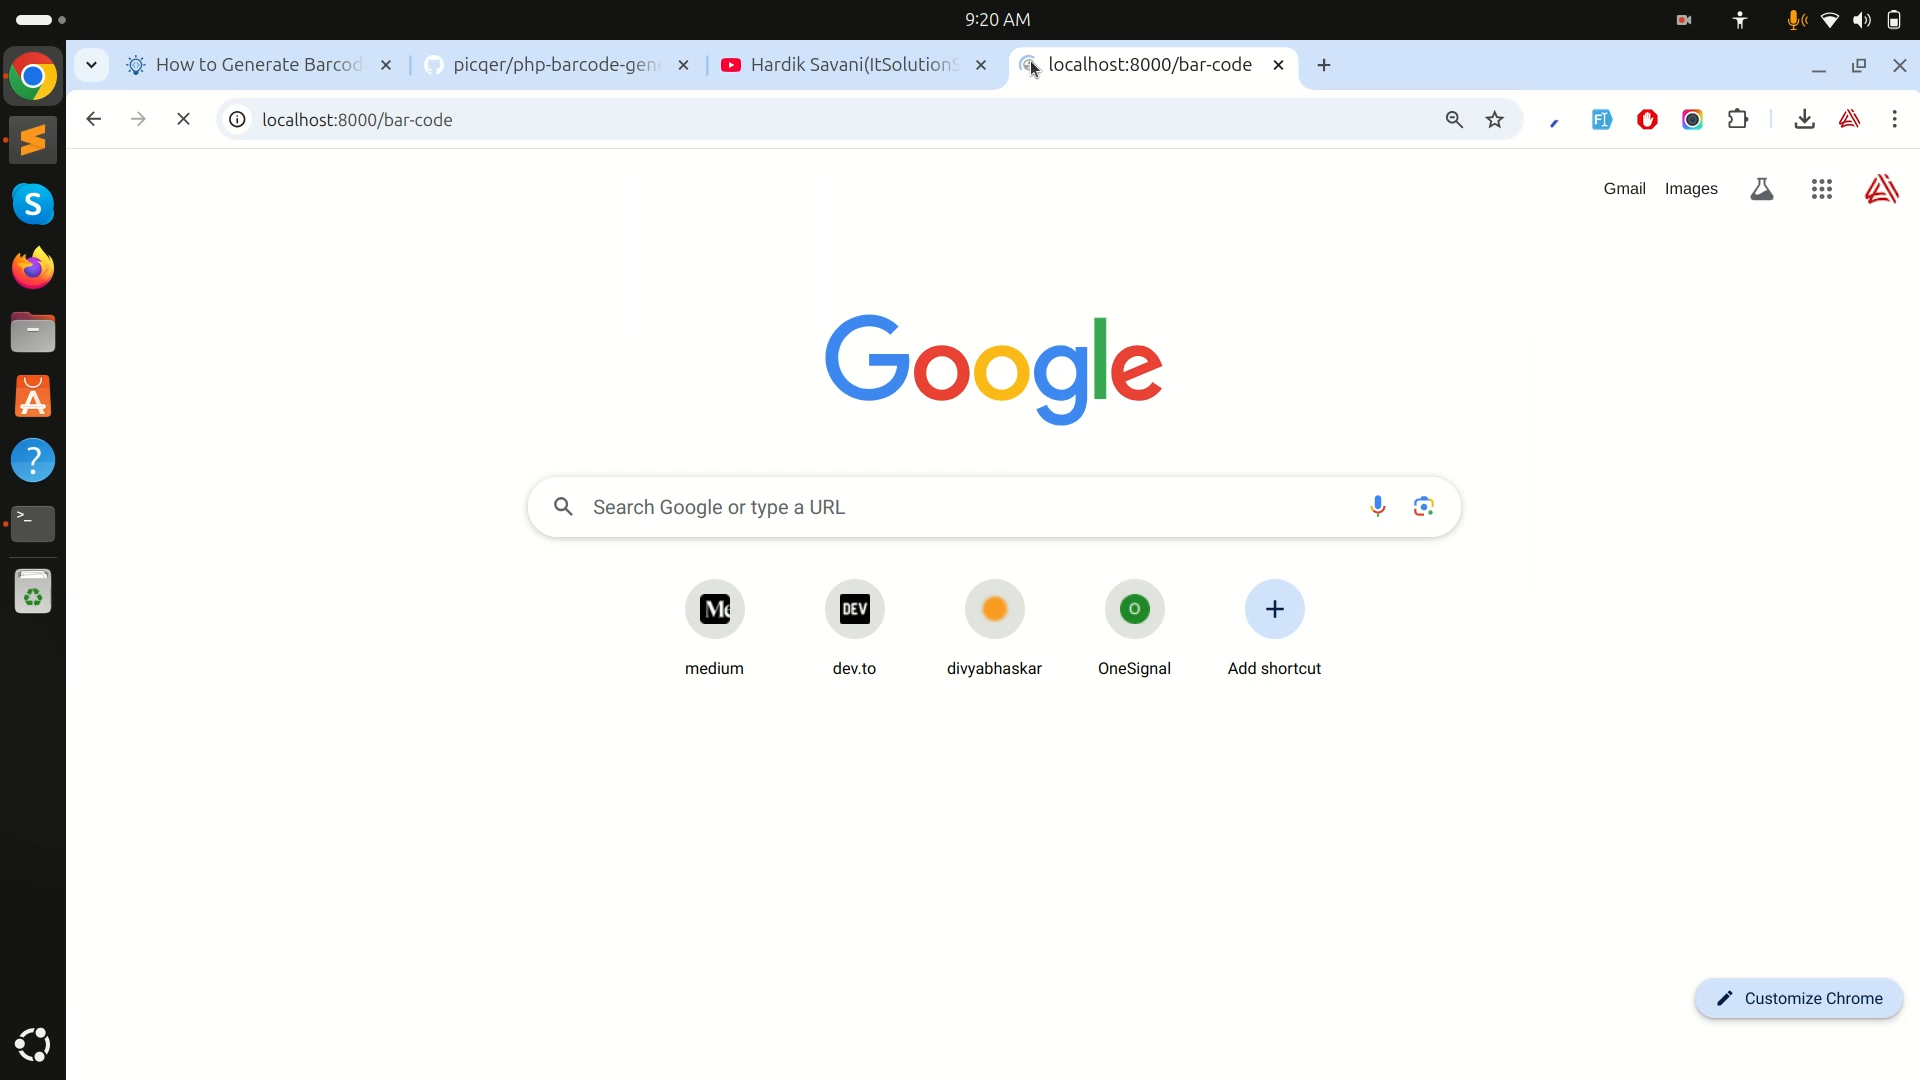 9:20 AM
How to Generate Barcod
picqer/php-barcode-gen
Hardik Savani(ItSolutionS
localhost:8000/bar-code
localhost:8000/bar-code
Gmail Images
Google
Search Google or type a URL
Me
DEV
O
medium
dev.to
divyabhaskar
OneSignal
Add shortcut
Customize Chrome